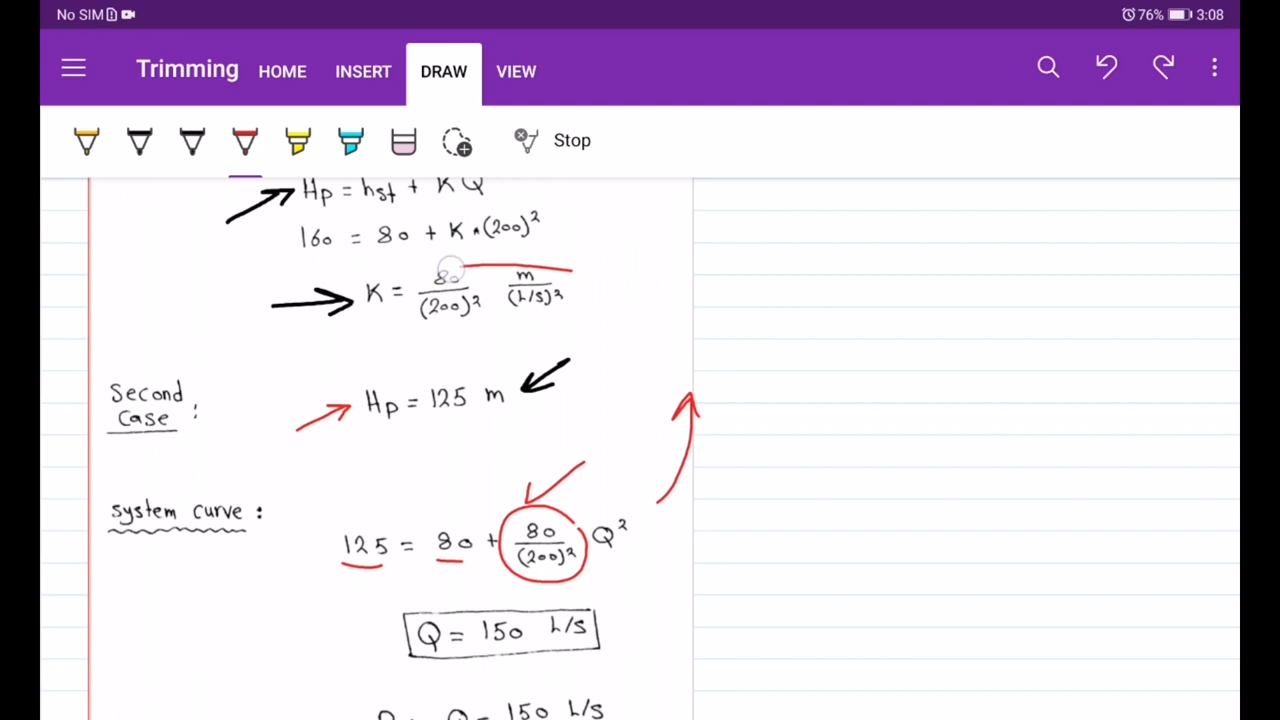 No SIM 76% 3:08
Trimming HOME INSERT DRAW VIEW
Stop
Hp = hst + KQ
160 = 80 + K * (200)²
K = 80/(200)² m/(L/s)²
Second Case :
Hp = 125 m
system curve :
125 = 80 + 80/(200)² Q²
Q = 150 L/s
Q = 150 L/s